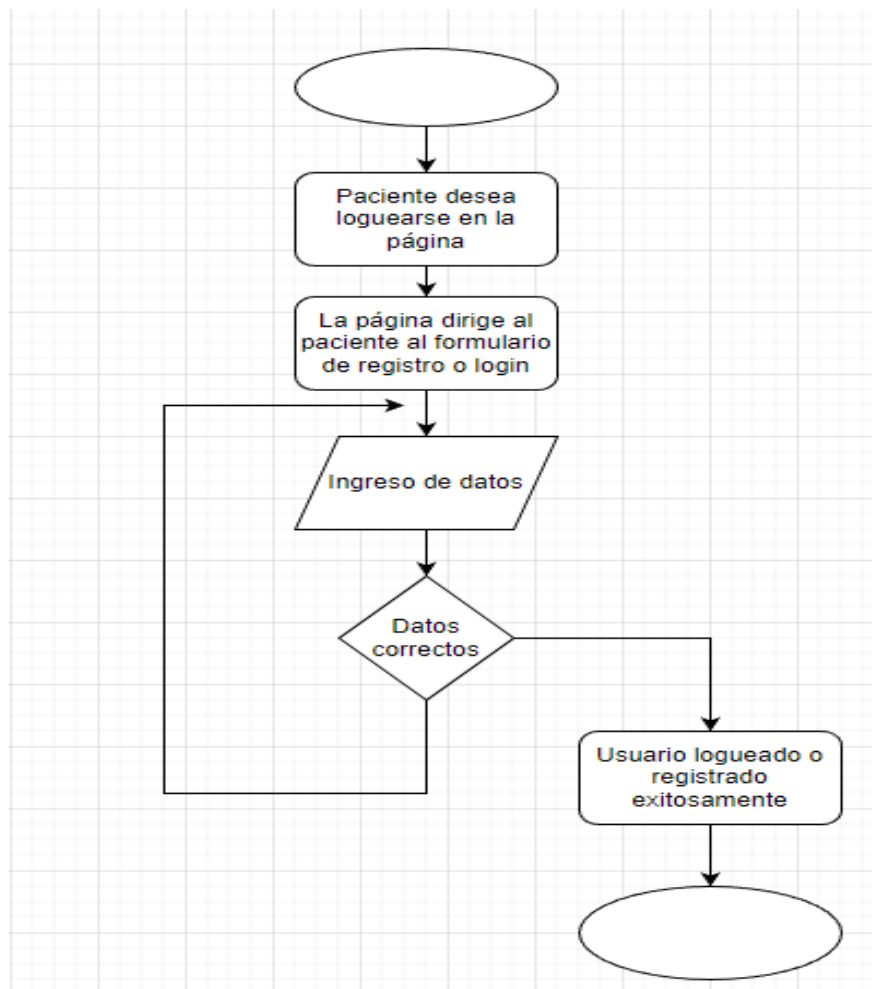 Paciente desea
loguearse en la
página
La página dirige al
paciente al formulario
de registro o login
Ingreso de datos
Datos
correctos
Usuario logueado o
registrado
exitosamente